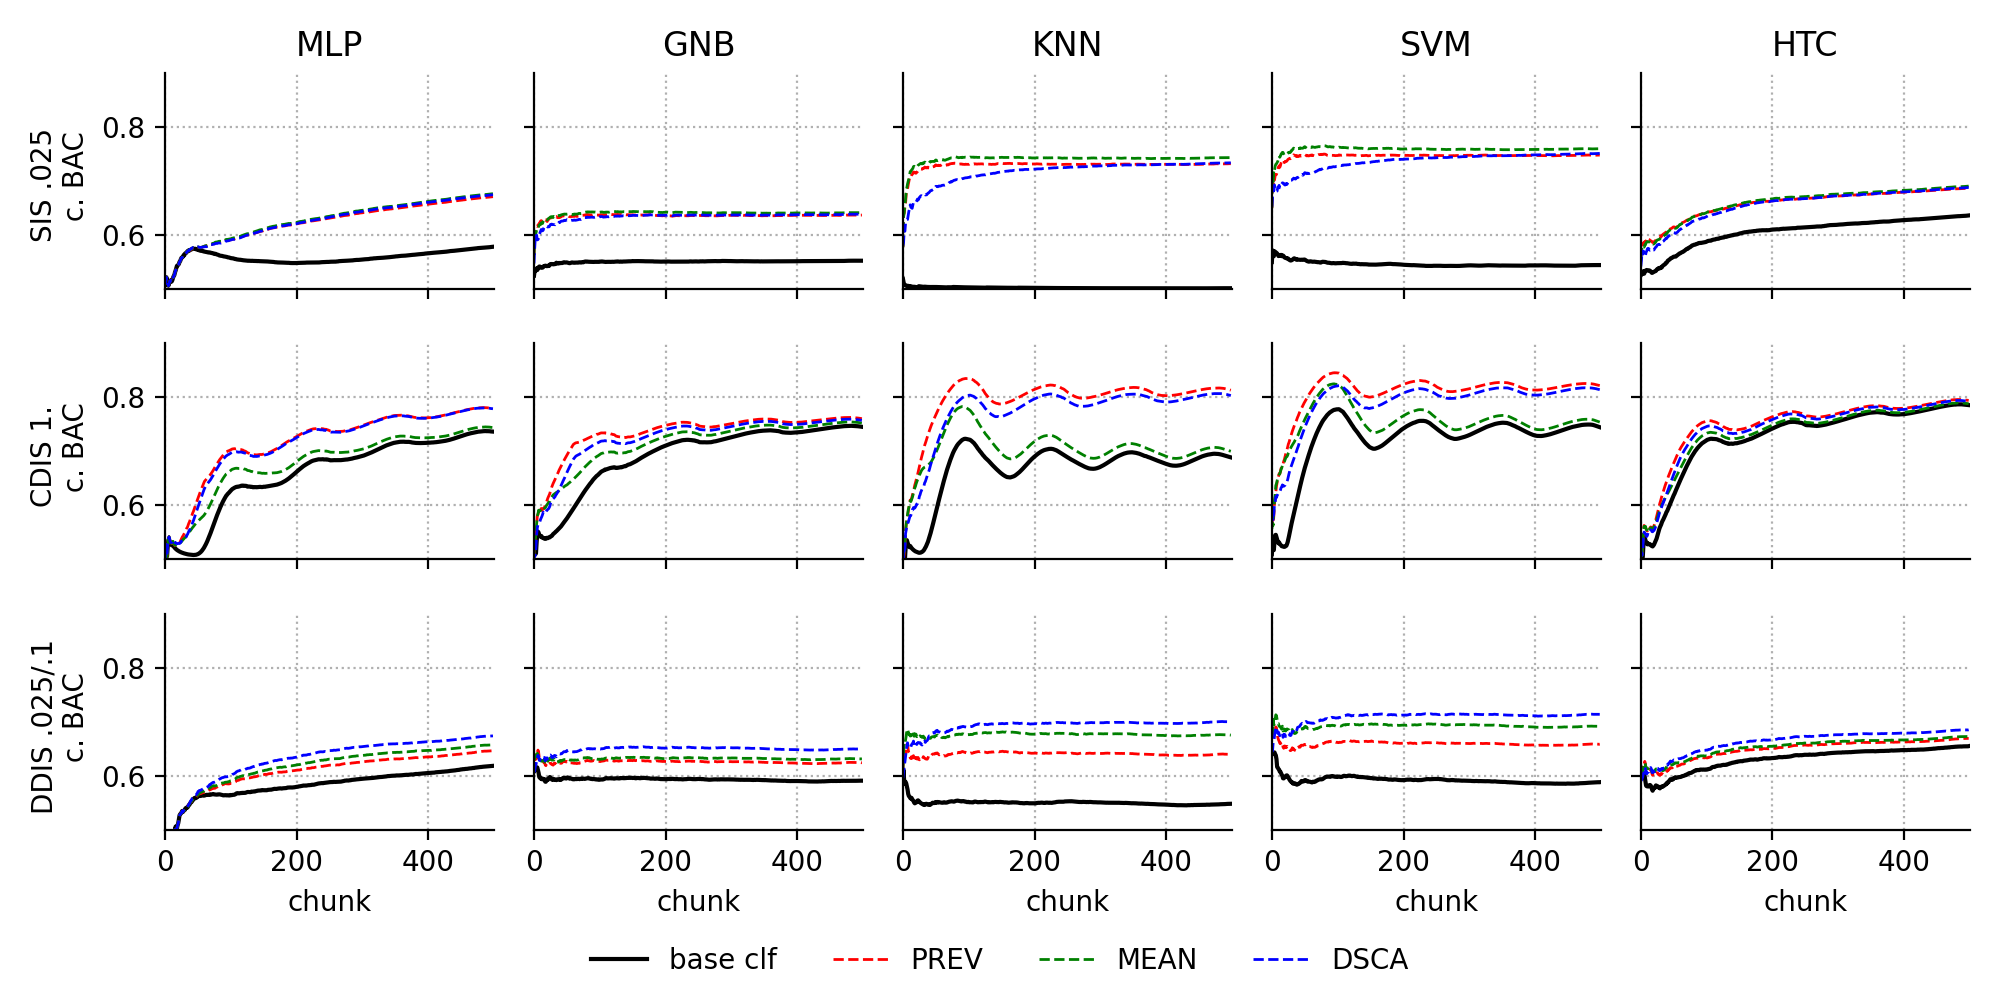 MLP GNB KNN SVM HTC
SIS .025
c. BAC
0.8
0.6
CDIS 1.
c. BAC
0.8
0.6
DDIS .025/.1
c. BAC
0.8
0.6
0 200 400 0 200 400 0 200 400 0 200 400 0 200 400
chunk chunk chunk chunk chunk
base clf PREV MEAN DSCA